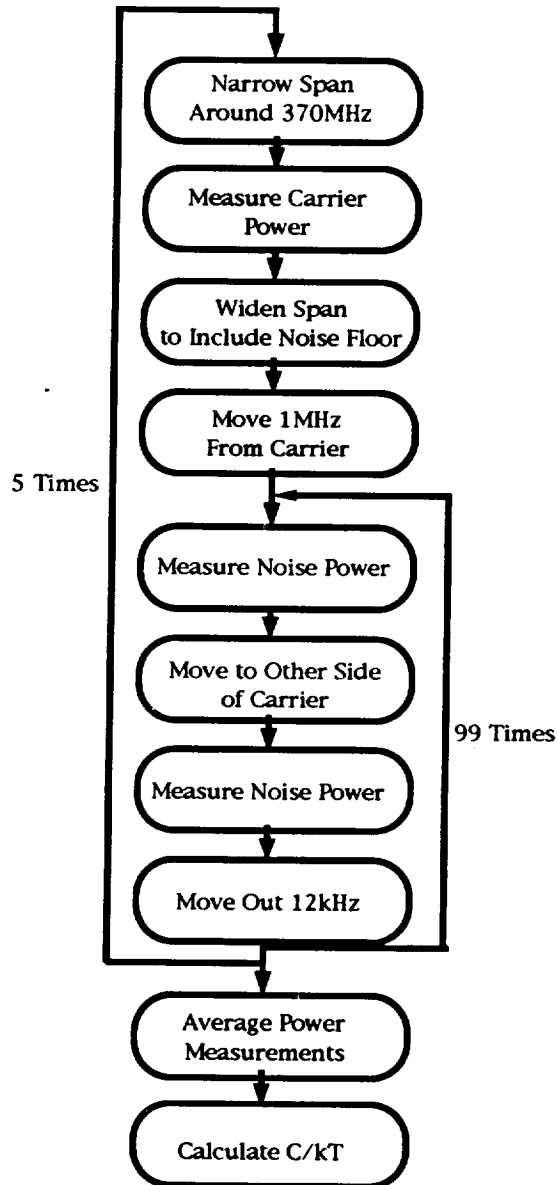 Narrow Span
Around 370MHz
Measure Carrier
Power
Widen Span
to Include Noise Floor
Move 1MHz
From Carrier
5 Times
Measure Noise Power
Move to Other Side
of Carrier
99 Times
Measure Noise Power
Move Out 12kHz
Average Power
Measurements
Calculate C/kT